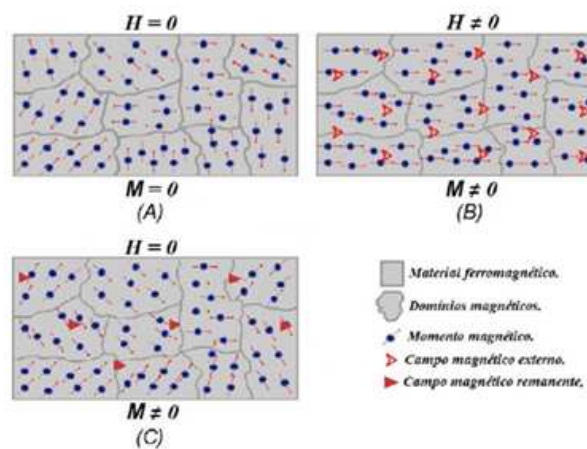 H = 0
H ≠ 0
M = 0
(A)
M ≠ 0
(B)
H = 0
M ≠ 0
(C)
Material ferromagnético.
Domínios magnéticos.
Momento magnético.
Campo magnético externo.
Campo magnético remanente.